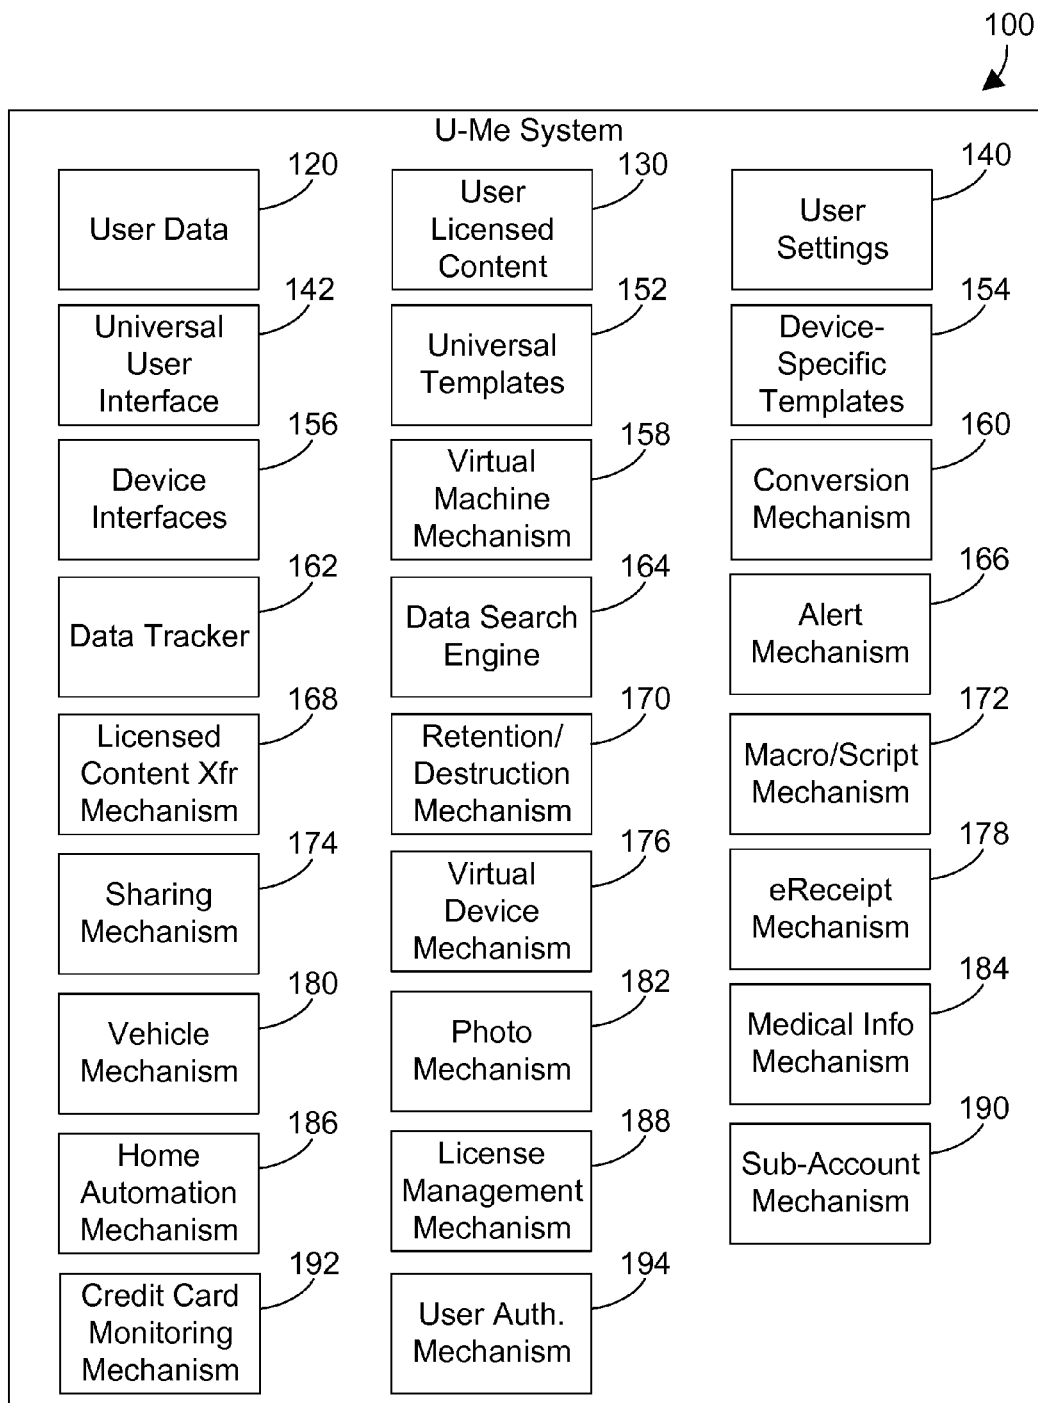 100
U-Me System
120
User Data
130
User
Licensed
Content
140
User
Settings
142
Universal
User
Interface
152
Universal
Templates
154
Device-
Specific
Templates
156
Device
Interfaces
158
Virtual
Machine
Mechanism
160
Conversion
Mechanism
162
Data Tracker
164
Data Search
Engine
166
Alert
Mechanism
168
Licensed
Content Xfr
Mechanism
170
Retention/
Destruction
Mechanism
172
Macro/Script
Mechanism
174
Sharing
Mechanism
176
Virtual
Device
Mechanism
178
eReceipt
Mechanism
180
Vehicle
Mechanism
182
Photo
Mechanism
184
Medical Info
Mechanism
186
Home
Automation
Mechanism
188
License
Management
Mechanism
190
Sub-Account
Mechanism
192
Credit Card
Monitoring
Mechanism
194
User Auth.
Mechanism